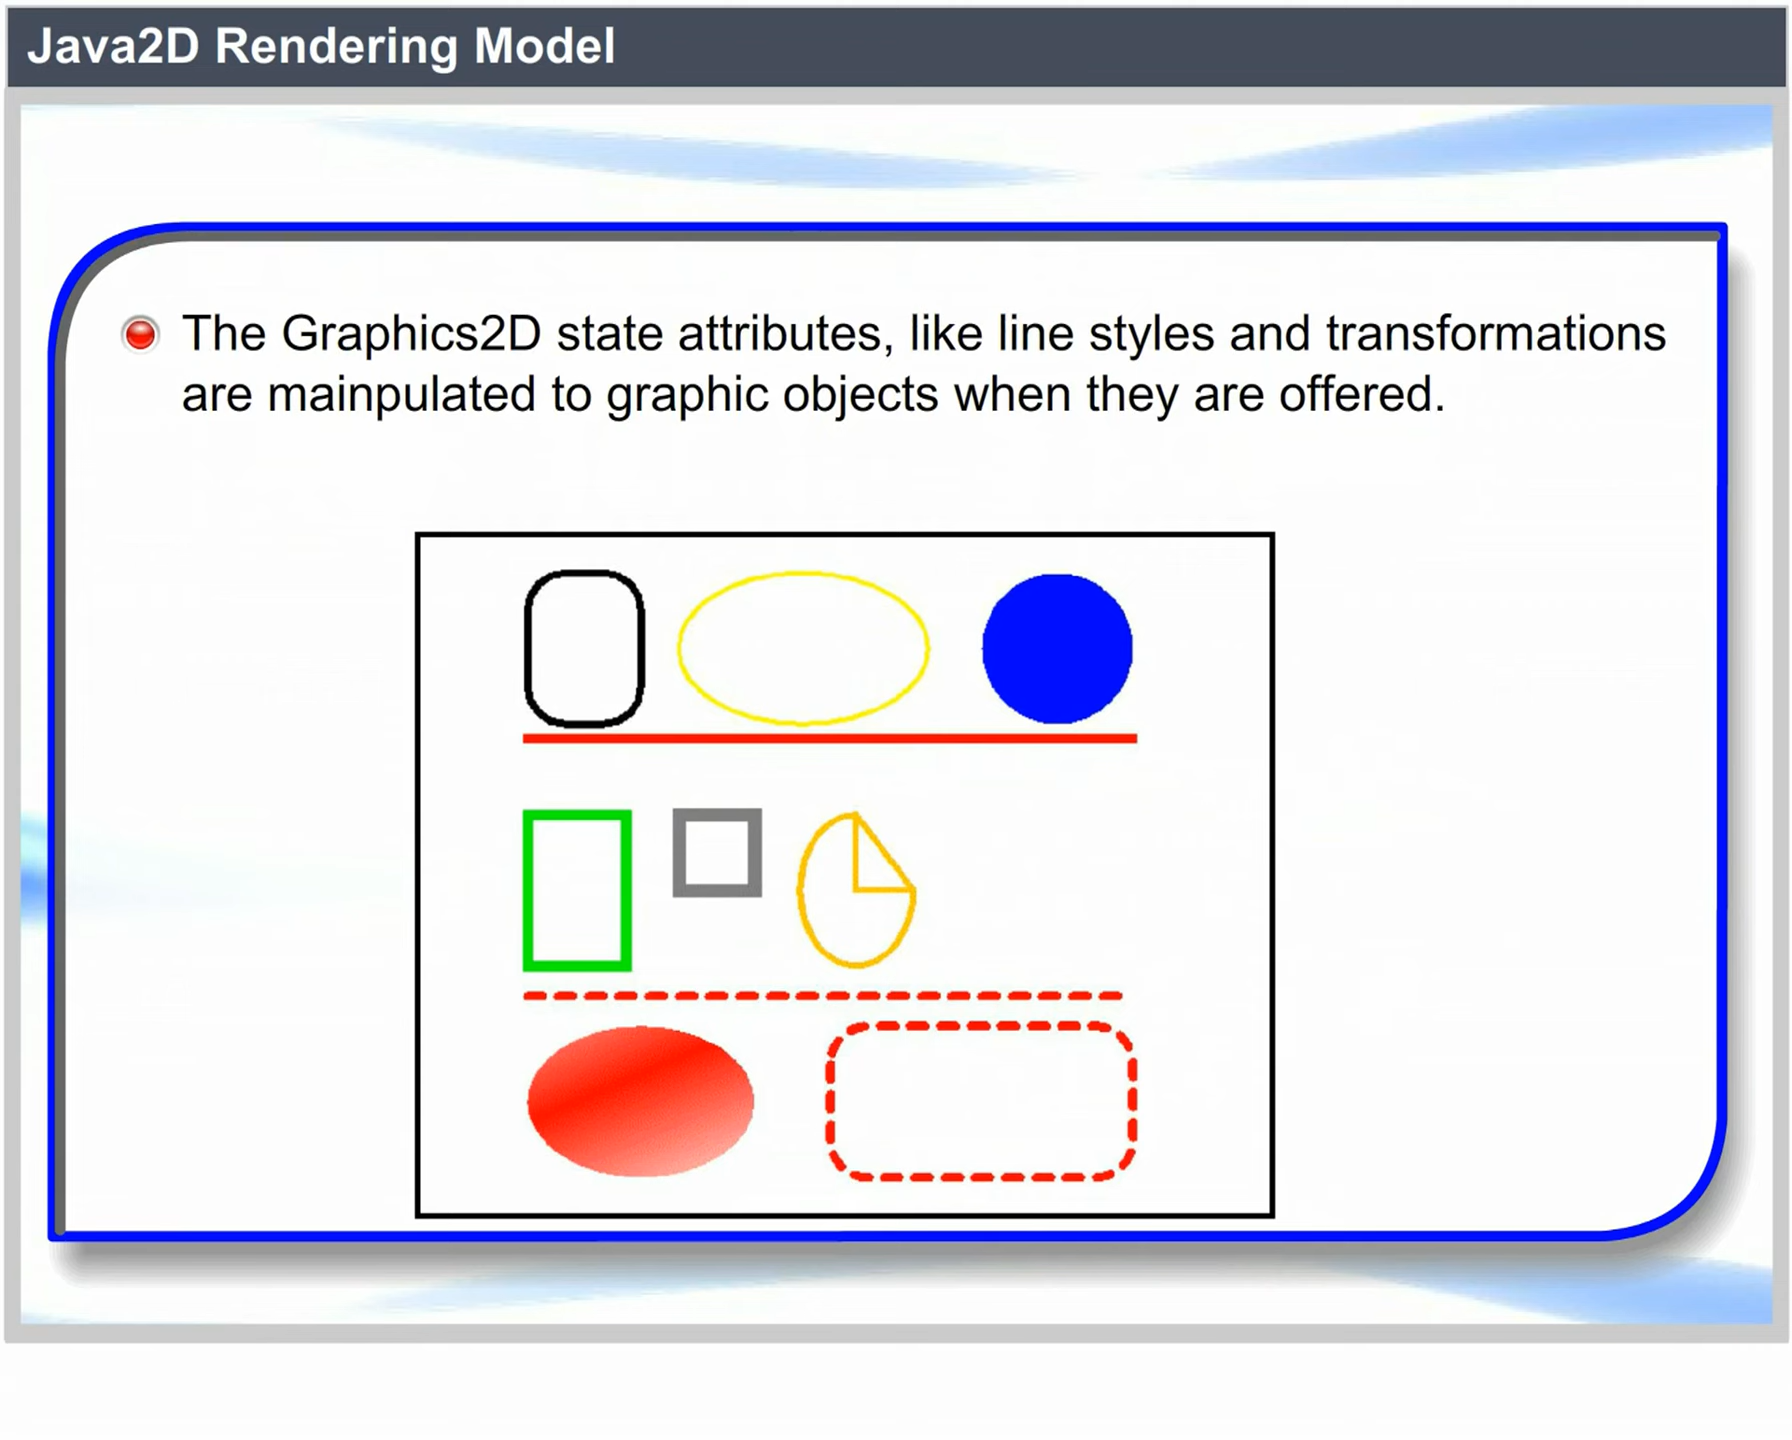 Java2D Rendering Model
The Graphics2D state attributes, like line styles and transformations
are mainpulated to graphic objects when they are offered.